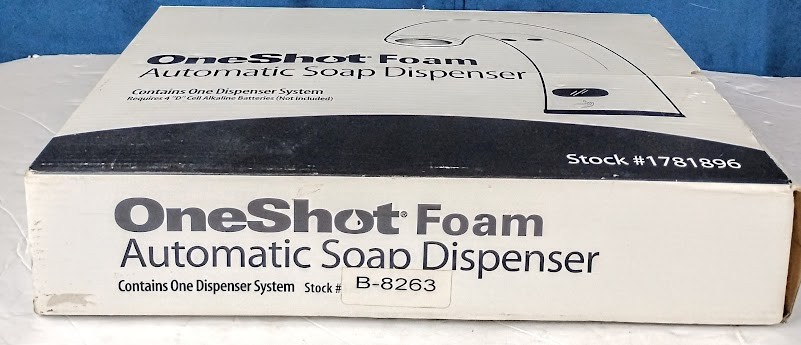 OneShot® Foam
Automatic Soap Dispenser
Contains One Dispenser System
Requires 4 "D" Cell Alkaline Batteries (Not Included)
Stock #1781896
OneShot® Foam
Automatic Soap Dispenser
Contains One Dispenser System Stock # B-8263